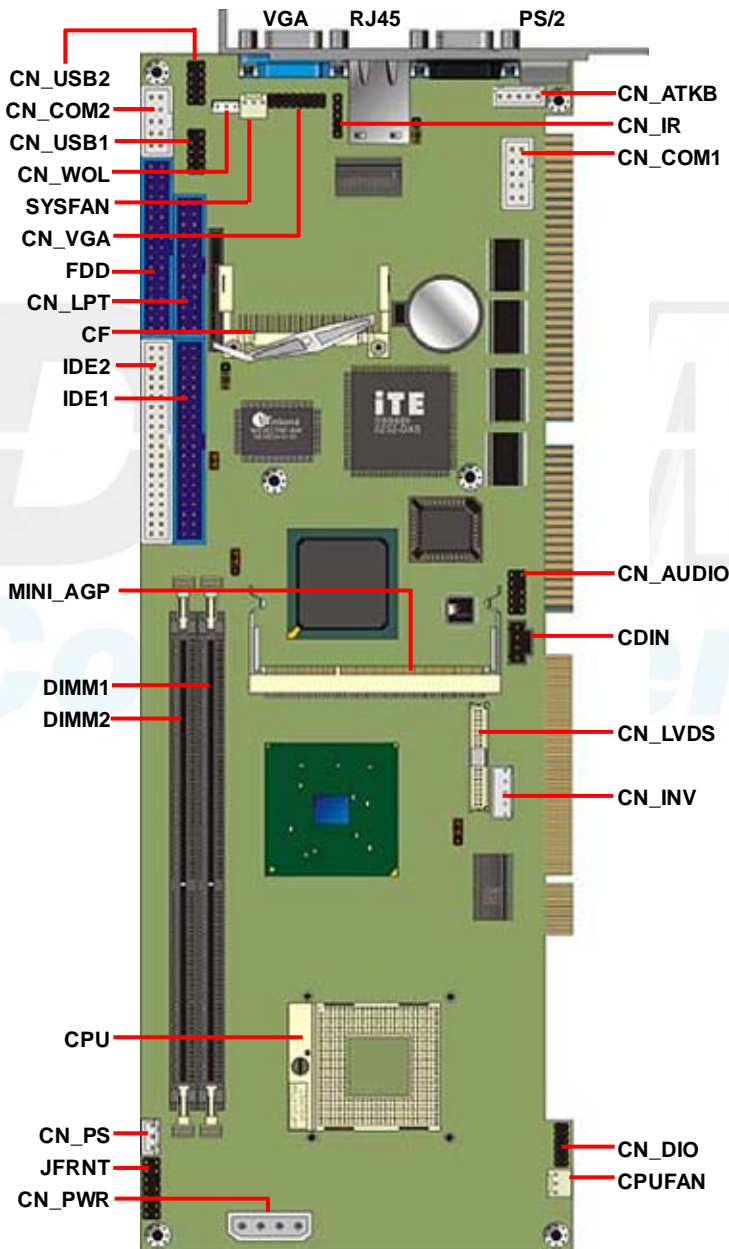 VGA RJ45 PS/2
CN_USB2
CN_COM2
CN_USB1
CN_WOL
SYSFAN
CN_VGA
FDD
CN_LPT
CF
IDE2
IDE1
MINI_AGP
DIMM1
DIMM2
CPU
CN_PS
JFRNT
CN_PWR
CN_ATKB
CN_IR
CN_COM1
CN_AUDIO
CDIN
CN_LVDS
CN_INV
CN_DIO
CPUFAN
iTE